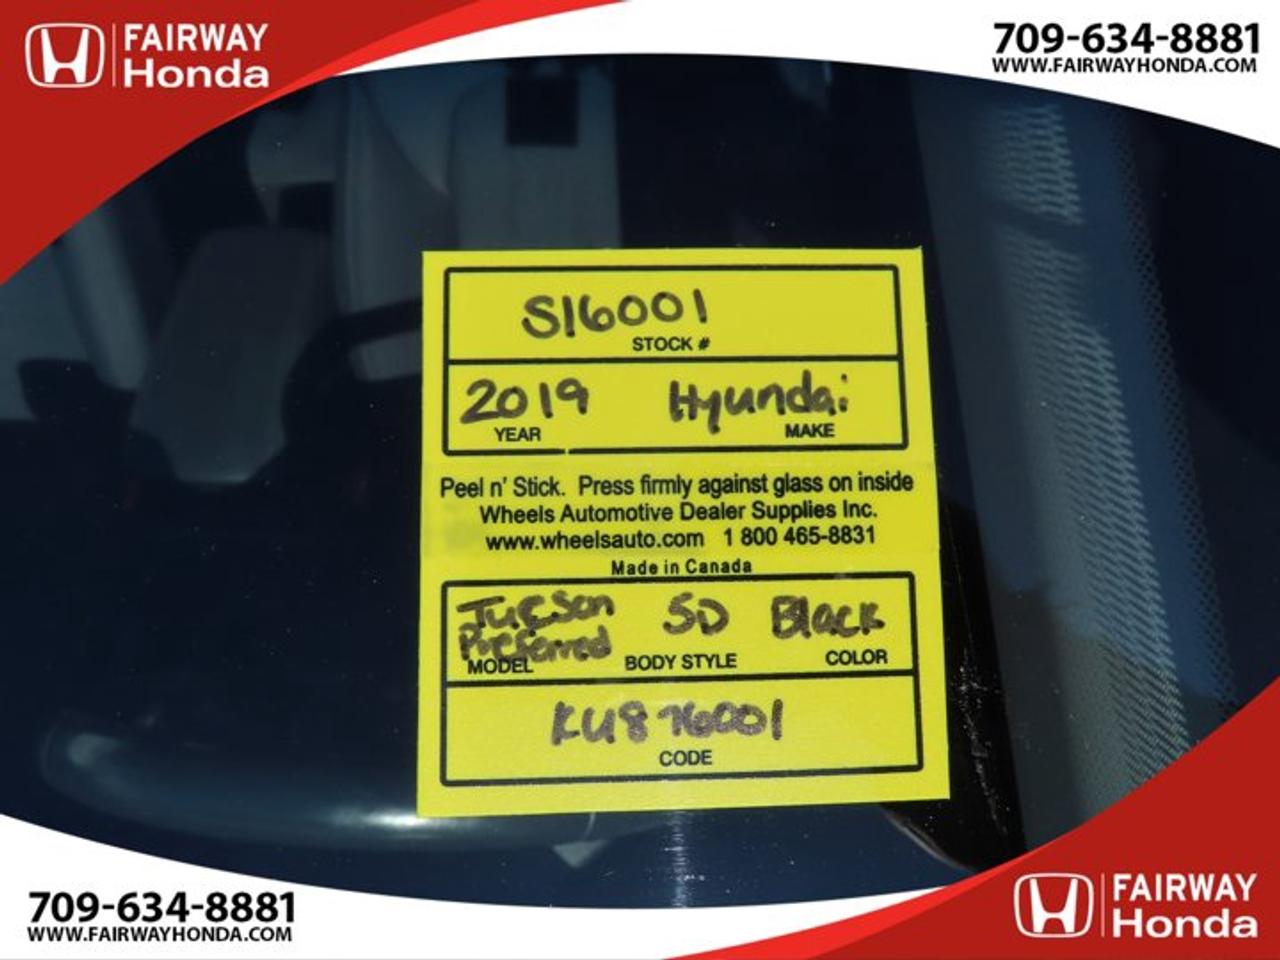 FAIRWAY
Honda
709-634-8881
WWW.FAIRWAYHONDA.COM
S16001
STOCK #
2019 Hyundai
YEAR MAKE
Peel n' Stick. Press firmly against glass on inside
Wheels Automotive Dealer Supplies Inc.
www.wheelsauto.com 1 800 465-8831
Made in Canada
Tucson 5D Black
Preferred
MODEL BODY STYLE COLOR
KU876001
CODE
709-634-8881
WWW.FAIRWAYHONDA.COM
FAIRWAY
Honda